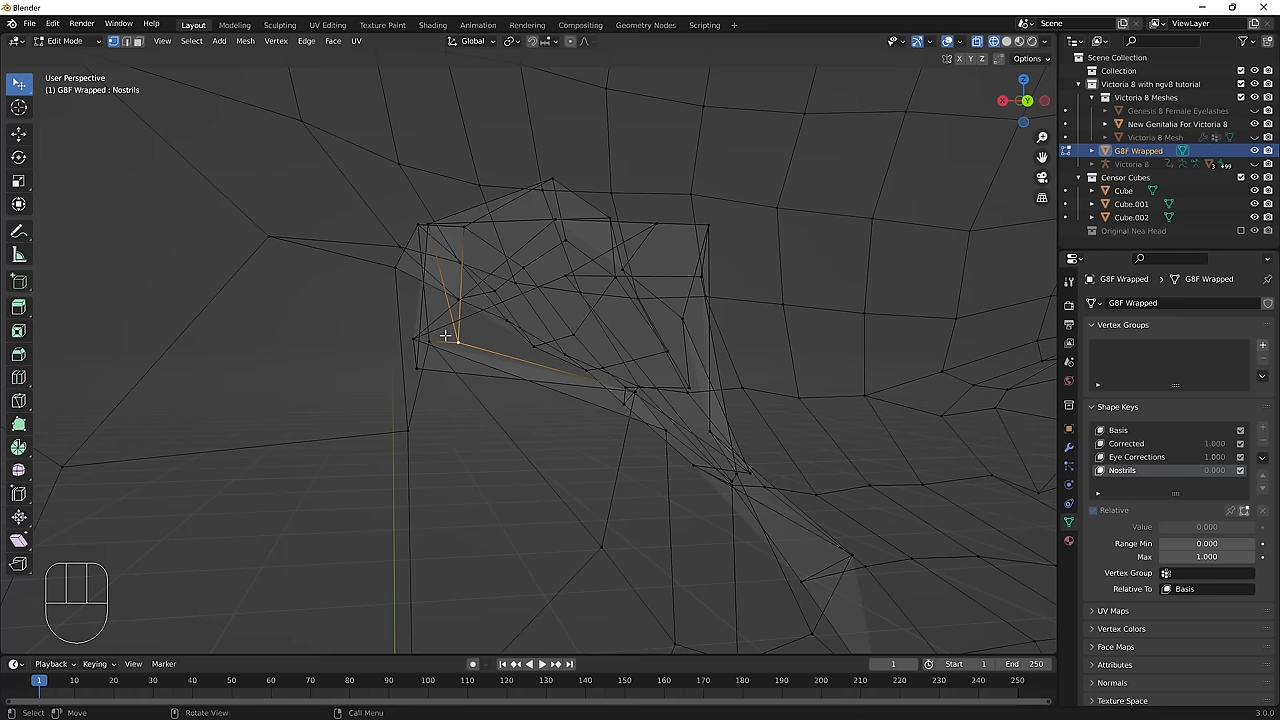 Blender
File Edit Render Window Help Layout Modeling Sculpting UV Editing Texture Paint Shading Animation Rendering Compositing Geometry Nodes Scripting + Scene ViewLayer
Edit Mode View Select Add Mesh Vertex Edge Face UV Global
X Y Z Options
User Perspective
(1) G8F Wrapped : Nostrils
Z
X Y
Scene Collection
Collection
Victoria 8 with ngv8 tutorial
Victoria 8 Meshes
Genesis 8 Female Eyelashes
New Genitalia For Victoria 8
Victoria 8 Mesh
G8F Wrapped
Victoria 8 3 +99
Censor Cubes
Cube
Cube.001
Cube.002
Original Nea Head
G8F Wrapped > G8F Wrapped
G8F Wrapped
Vertex Groups
Shape Keys
Basis
Corrected 1.000
Eye Corrections 1.000
Nostrils 0.000
Relative
Value 0.000
Range Min 0.000
Max 1.000
Vertex Group
Relative To Basis
UV Maps
Vertex Colors
Face Maps
Attributes
Normals
Texture Space
Playback Keying View Marker 1 Start 1 End 250
1 10 20 30 40 50 60 70 80 90 100 110 120 130 140 150 160 170 180 190 200 210 220 230 240 250
Select Move Rotate View Call Menu 3.0.0